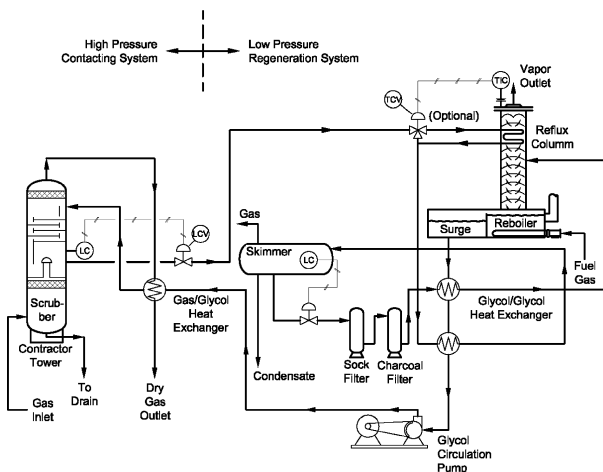 High Pressure
Contacting System
Low Pressure
Regeneration System
Vapor
Outlet
TIC
TCV
(Optional)
Reflux
Columm
Gas
LCV
LC
Skimmer
LC
Surge
Reboiler
Fuel
Gas
Scrub-
ber
Gas/Glycol
Heat
Exchanger
Glycol/Glycol
Heat Exchanger
Contractor
Tower
Sock
Filter
Charcoal
Filter
Condensate
To
Drain
Dry
Gas
Outlet
Gas
Inlet
Glycol
Circulation
Pump